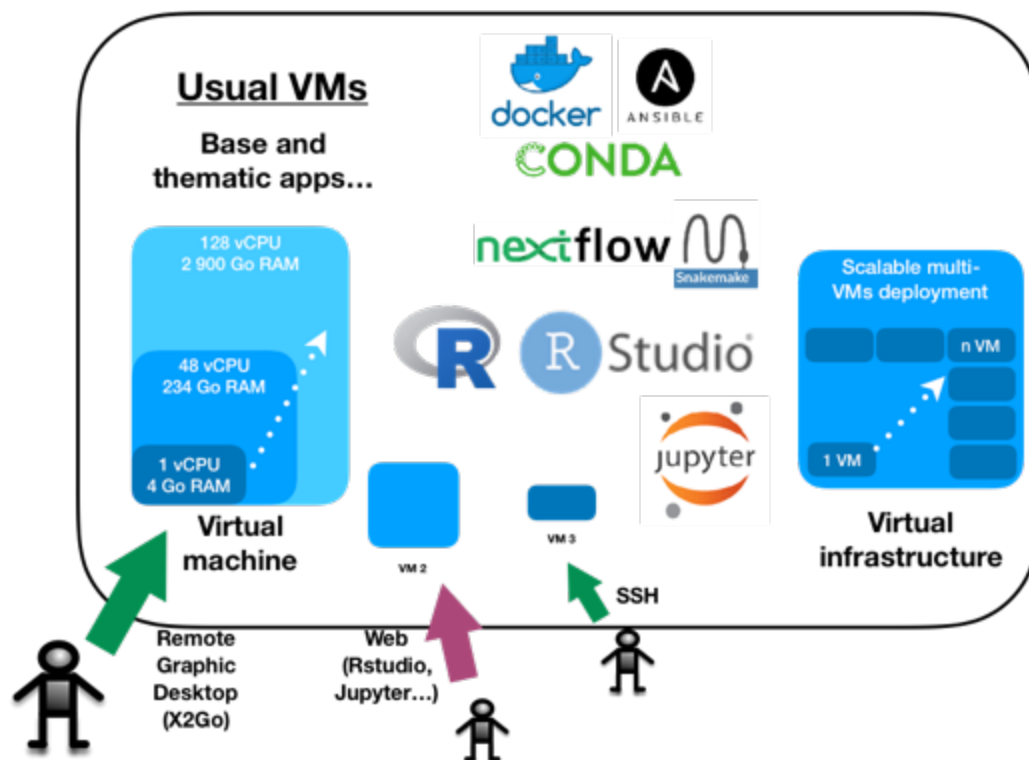 Usual VMs
Base and
thematic apps...
docker
ANSIBLE
CONDA
nextflow
Snakemake
128 vCPU
2 900 Go RAM
48 vCPU
234 Go RAM
1 vCPU
4 Go RAM
Virtual
machine
R
R Studio
jupyter
VM 2
VM 3
Scalable multi-
VMs deployment
n VM
1 VM
Virtual
infrastructure
Remote
Graphic
Desktop
(X2Go)
Web
(Rstudio,
Jupyter...)
SSH